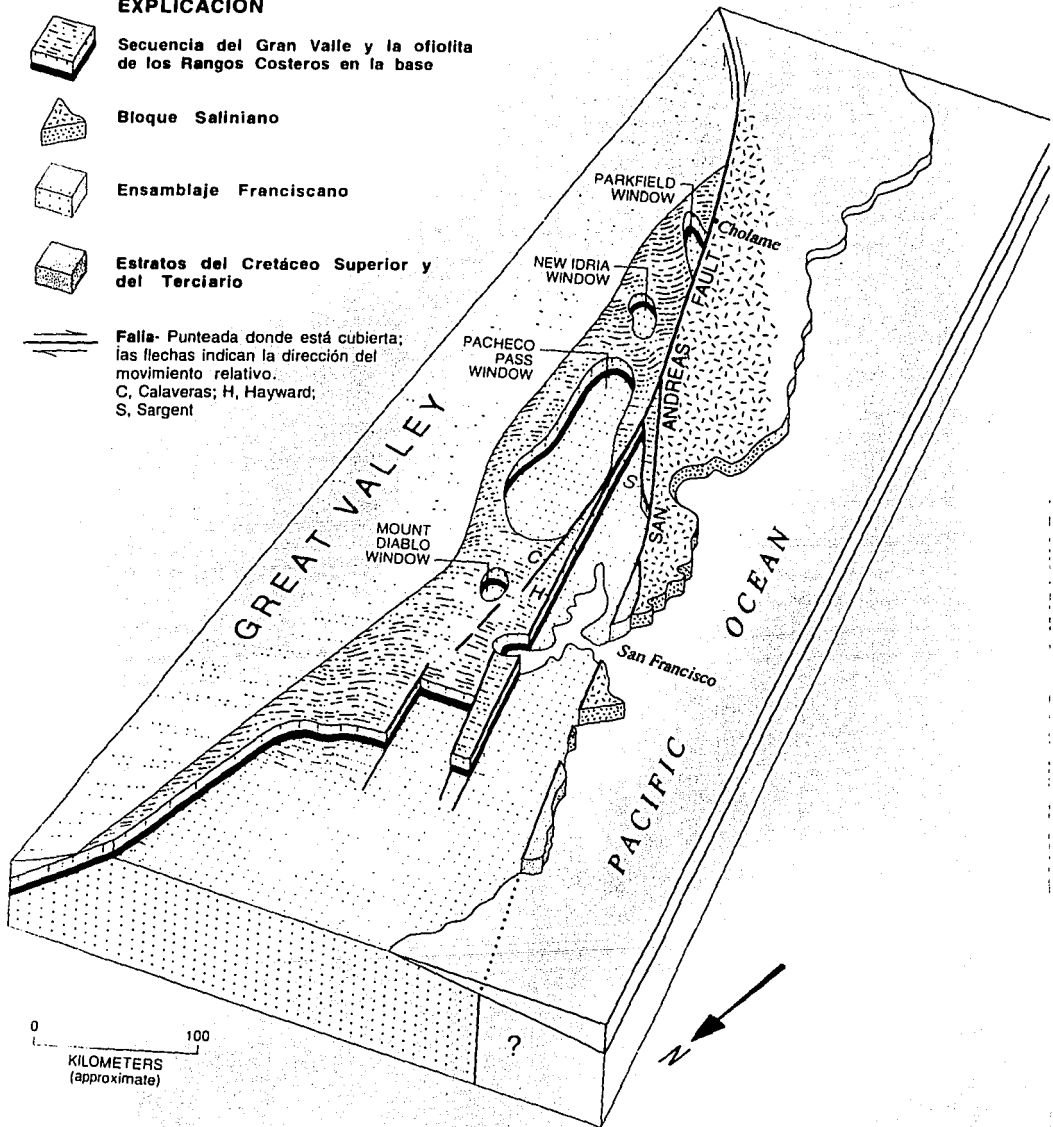 EXPLICACION
Secuencia del Gran Valle y la ofiolita
de los Rangos Costeros en la base
Bloque Saliniano
Ensamblaje Franciscano
Estratos del Cretáceo Superior y
del Terciario
Falla- Punteada donde está cubierta;
las flechas indican la dirección del
movimiento relativo.
C, Calaveras; H, Hayward;
S, Sargent
PARKFIELD
WINDOW
Cholame
NEW IDRIA
WINDOW
PACHECO
PASS
WINDOW
SAN ANDREAS FAULT
S
MOUNT
DIABLO
WINDOW
C
H
GREAT VALLEY
San Francisco
PACIFIC OCEAN
0 100
KILOMETERS
(approximate)
?
N